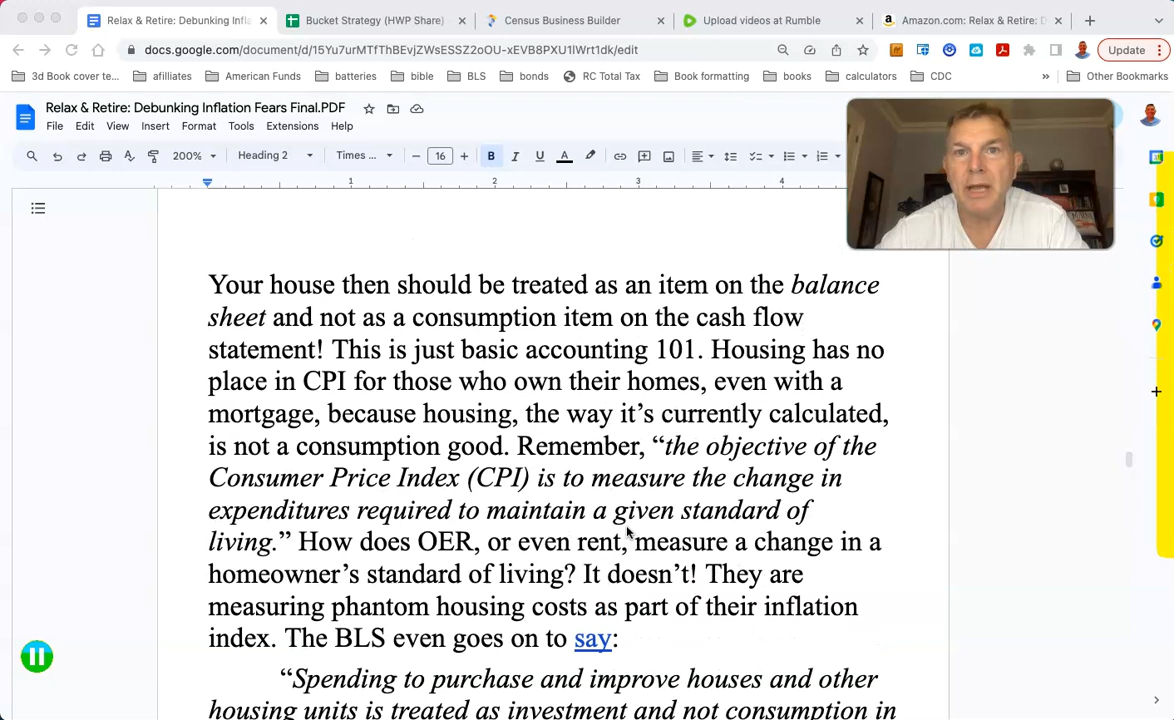 Relax & Retire: Debunking Infla
Bucket Strategy (HWP Share)
Census Business Builder
Upload videos at Rumble
Amazon.com: Relax & Retire: D
docs.google.com/document/d/15Yu7urMTfThBEvjZWsESSZ2oOU-xEVB8PXU1lWrt1dk/edit
Update
3d Book cover te...
afiliiates
American Funds
batteries
bible
BLS
bonds
RC Total Tax
Book formatting
books
calculators
CDC
»
Other Bookmarks
Relax & Retire: Debunking Inflation Fears Final.PDF
File Edit View Insert Format Tools Extensions Help
200% Heading 2 Times ... − 16 + B I U A
1 2 3 4
Your house then should be treated as an item on the balance
sheet and not as a consumption item on the cash flow
statement! This is just basic accounting 101. Housing has no
place in CPI for those who own their homes, even with a
mortgage, because housing, the way it’s currently calculated,
is not a consumption good. Remember, “the objective of the
Consumer Price Index (CPI) is to measure the change in
expenditures required to maintain a given standard of
living.” How does OER, or even rent, measure a change in a
homeowner’s standard of living? It doesn’t! They are
measuring phantom housing costs as part of their inflation
index. The BLS even goes on to say:
“Spending to purchase and improve houses and other
housing units is treated as investment and not consumption in